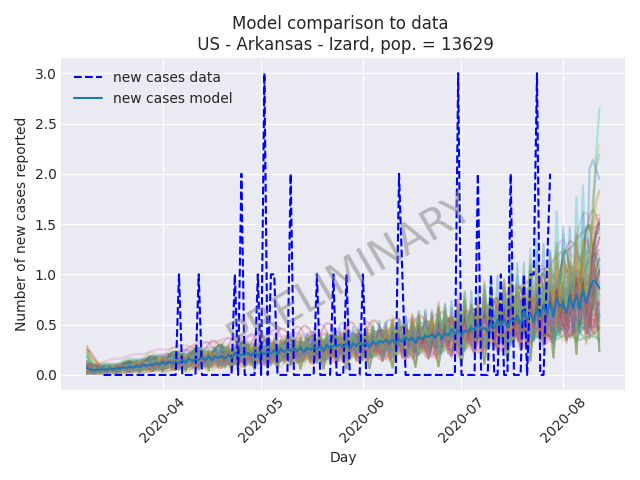 Model comparison to data
US - Arkansas - Izard, pop. = 13629
new cases data
new cases model
PRELIMINARY
Number of new cases reported
3.0
2.5
2.0
1.5
1.0
0.5
0.0
2020-04
2020-05
2020-06
2020-07
2020-08
Day